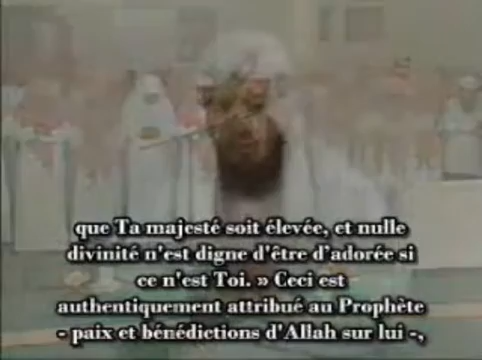 que Ta majesté soit élevée, et nulle
divinité n'est digne d'être d'adorée si
ce n'est Toi. » Ceci est
authentiquement attribué au Prophète
- paix et bénédictions d'Allah sur lui -,